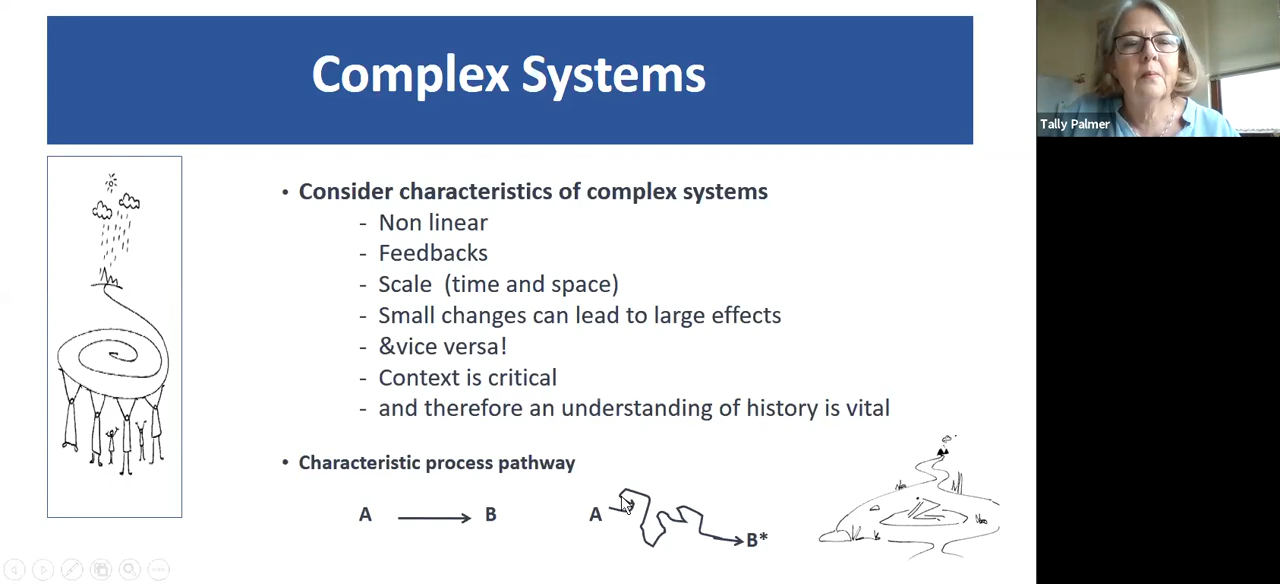 Complex Systems
Tally Palmer
• Consider characteristics of complex systems
- Non linear
- Feedbacks
- Scale (time and space)
- Small changes can lead to large effects
- &vice versa!
- Context is critical
- and therefore an understanding of history is vital
• Characteristic process pathway
A B A B*